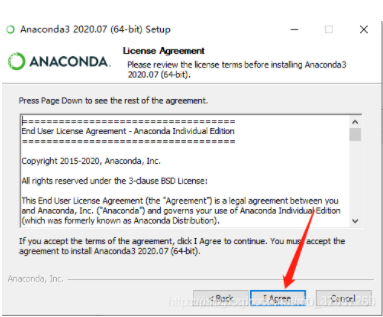 Anaconda3 2020.07 (64-bit) Setup
ANACONDA.
License Agreement
Please review the license terms before installing Anaconda3
2020.07 (64-bit).
Press Page Down to see the rest of the agreement.
====================================
End User License Agreement - Anaconda Individual Edition
====================================
Copyright 2015-2020, Anaconda, Inc.
All rights reserved under the 3-clause BSD License:
This End User License Agreement (the "Agreement") is a legal agreement between you
and Anaconda, Inc. ("Anaconda") and governs your use of Anaconda Individual Edition
(which was formerly known as Anaconda Distribution).
If you accept the terms of the agreement, click I Agree to continue. You must accept the
agreement to install Anaconda3 2020.07 (64-bit).
Anaconda, Inc.
< Back
I Agree
Cancel